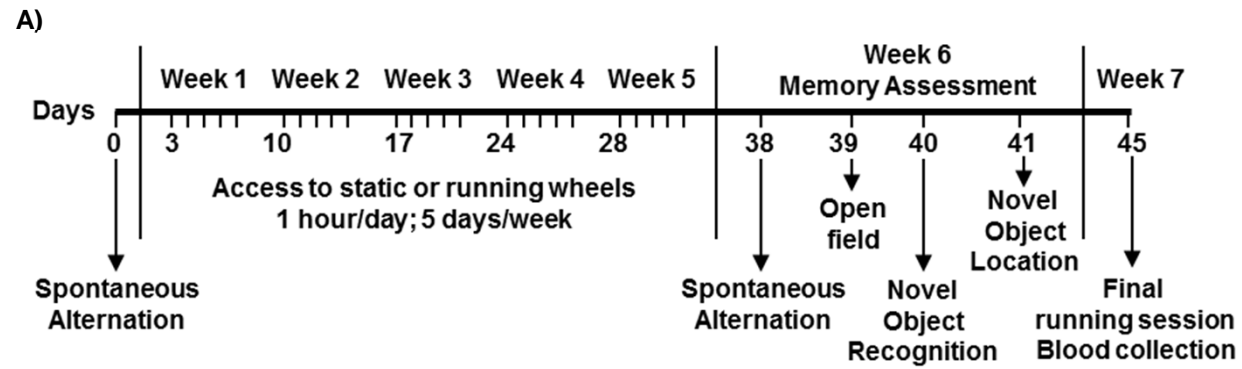 A)
Week 1 Week 2 Week 3 Week 4 Week 5
Week 6
Memory Assessment
Week 7
Days
0 3 10 17 24 28 38 39 40 41 45
Access to static or running wheels
1 hour/day; 5 days/week
Spontaneous
Alternation
Spontaneous
Alternation
Open
field
Novel
Object
Recognition
Novel
Object
Location
Final
running session
Blood collection